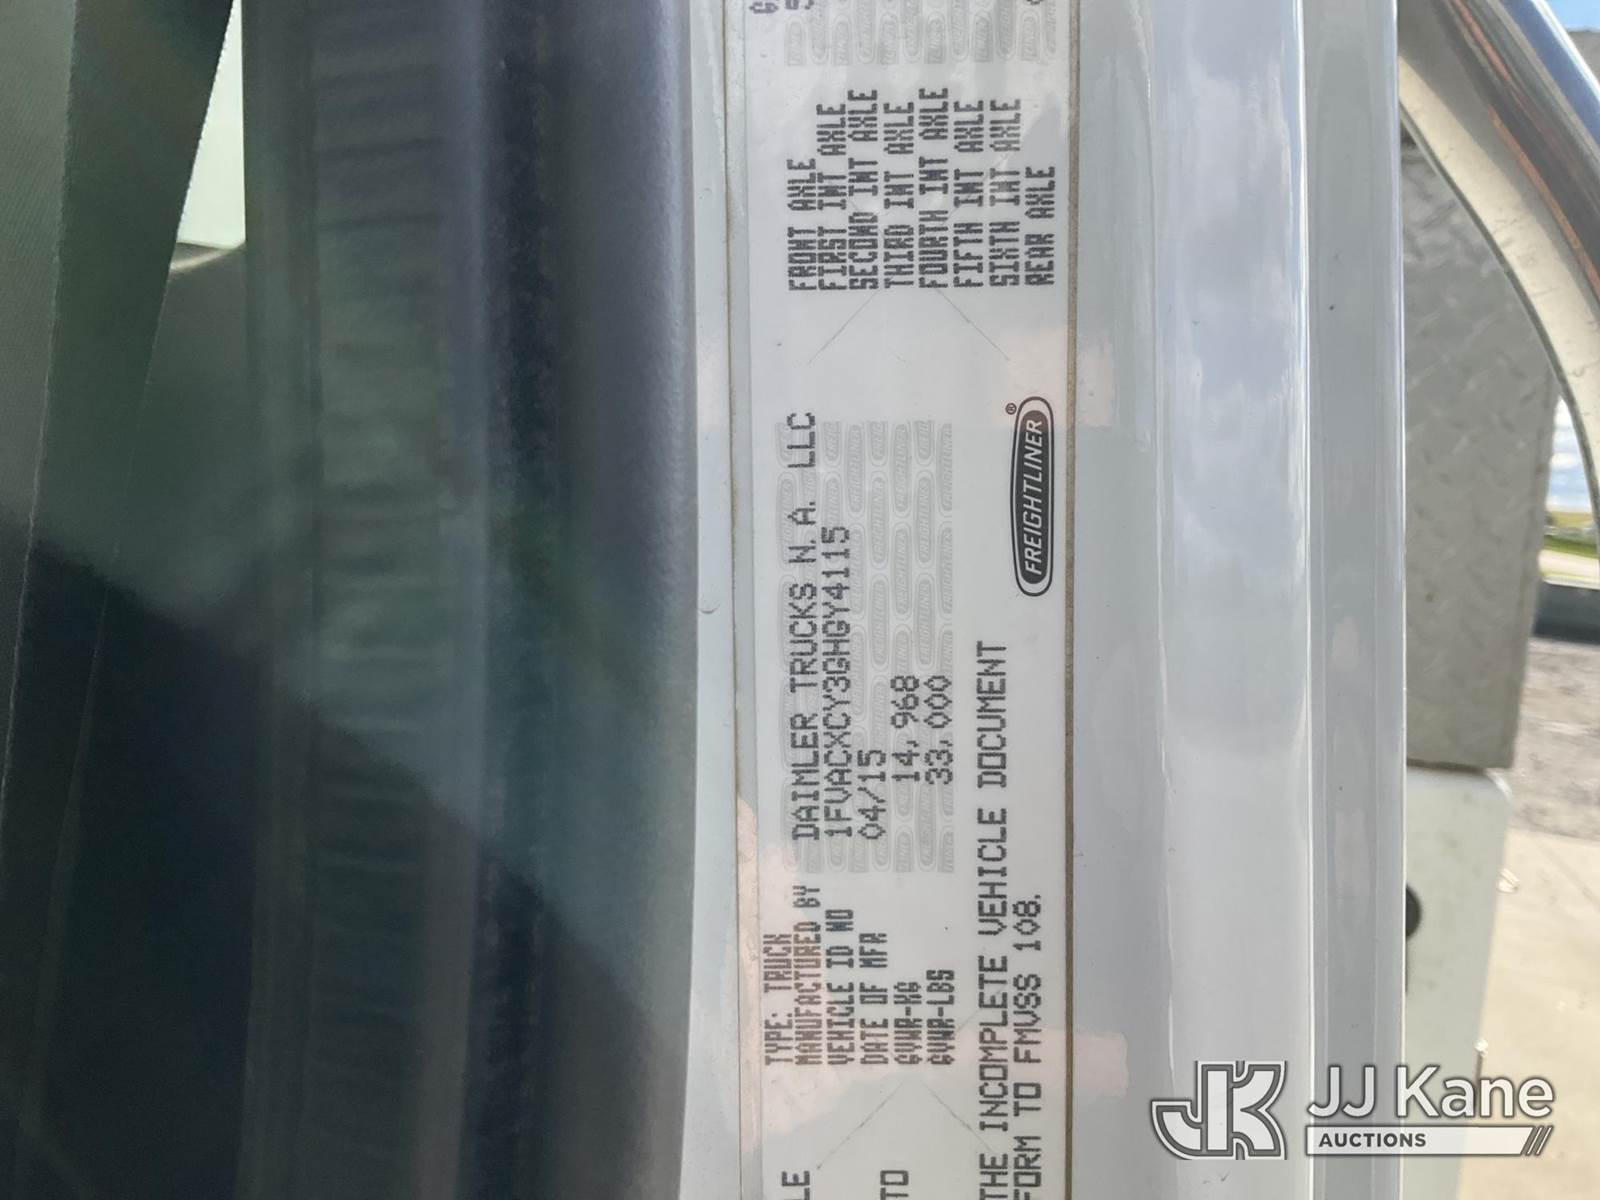 TYPE: TRUCK
MANUFACTURED BY DAIMLER TRUCKS N.A. LLC
VEHICLE ID NO 1FVACXCY3GHGY4115
DATE OF MFR 04/15
GVWR-KG 14,968
GVWR-LBS 33,000
THE INCOMPLETE VEHICLE DOCUMENT
FORM TO FMVSS 108.
FREIGHTLINER®
FRONT AXLE
FIRST INT AXLE
SECOND INT AXLE
THIRD INT AXLE
FOURTH INT AXLE
FIFTH INT AXLE
SIXTH INT AXLE
REAR AXLE
LE
TO
JK JJ Kane
AUCTIONS